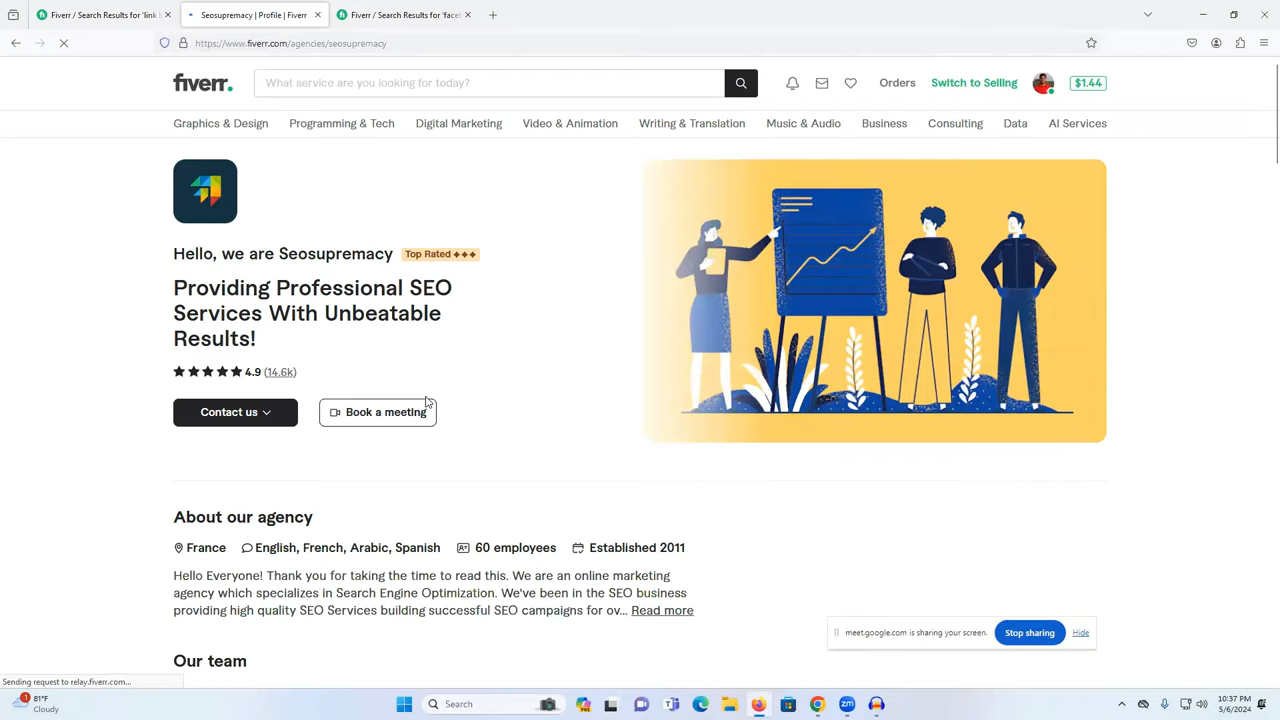 Fiverr / Search Results for 'link b
Seosupremacy | Profile | Fiverr
Fiverr / Search Results for 'faceb
https://www.fiverr.com/agencies/seosupremacy
fiverr.
What service are you looking for today?
Orders
Switch to Selling
$1.44
Graphics & Design
Programming & Tech
Digital Marketing
Video & Animation
Writing & Translation
Music & Audio
Business
Consulting
Data
AI Services
Hello, we are Seosupremacy
Top Rated
Providing Professional SEO
Services With Unbeatable
Results!
4.9 (14.6k)
Contact us
Book a meeting
About our agency
France
English, French, Arabic, Spanish
60 employees
Established 2011
Hello Everyone! Thank you for taking the time to read this. We are an online marketing
agency which specializes in Search Engine Optimization. We've been in the SEO business
providing high quality SEO Services building successful SEO campaigns for ov... Read more
meet.google.com is sharing your screen.
Stop sharing
Hide
Our team
Sending request to relay.fiverr.com...
1
81°F
Cloudy
Search
zm
10:37 PM
5/6/2024